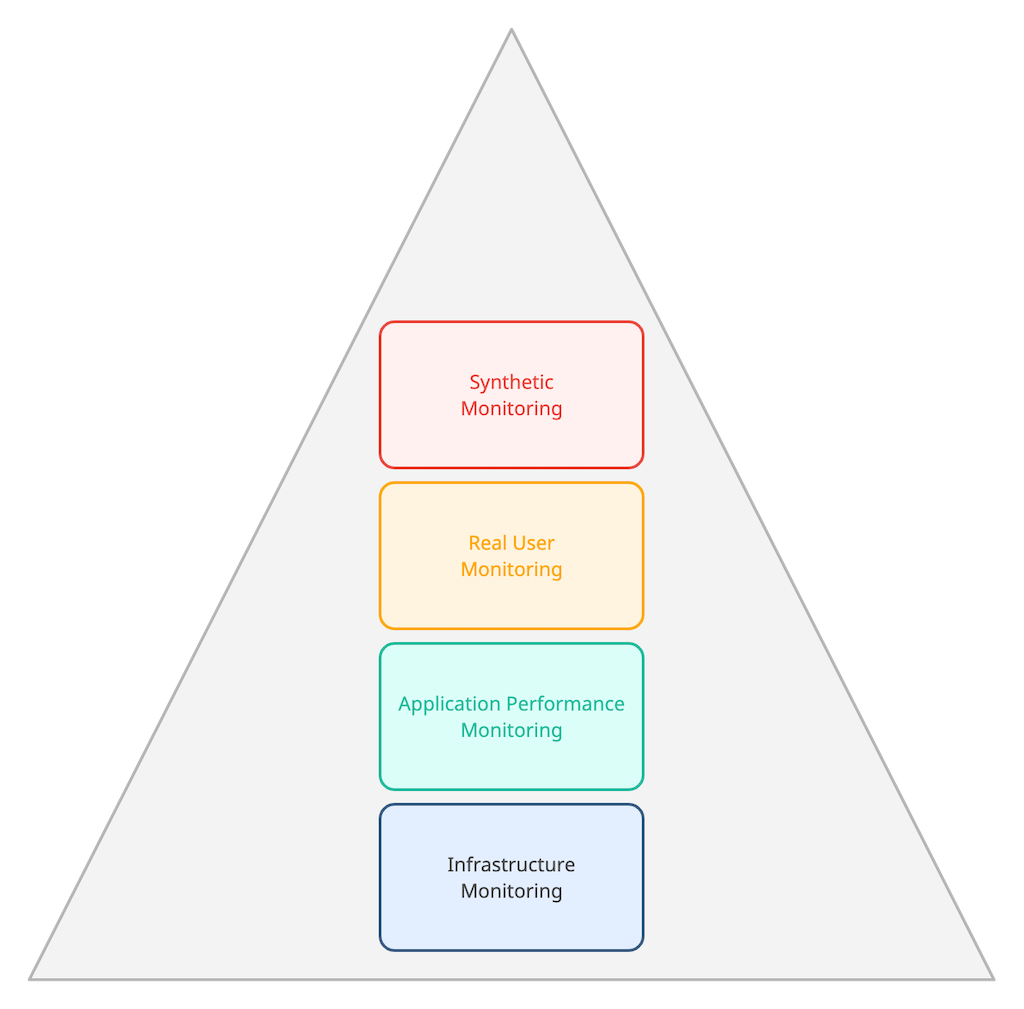 Synthetic
Monitoring
Real User
Monitoring
Application Performance
Monitoring
Infrastructure
Monitoring